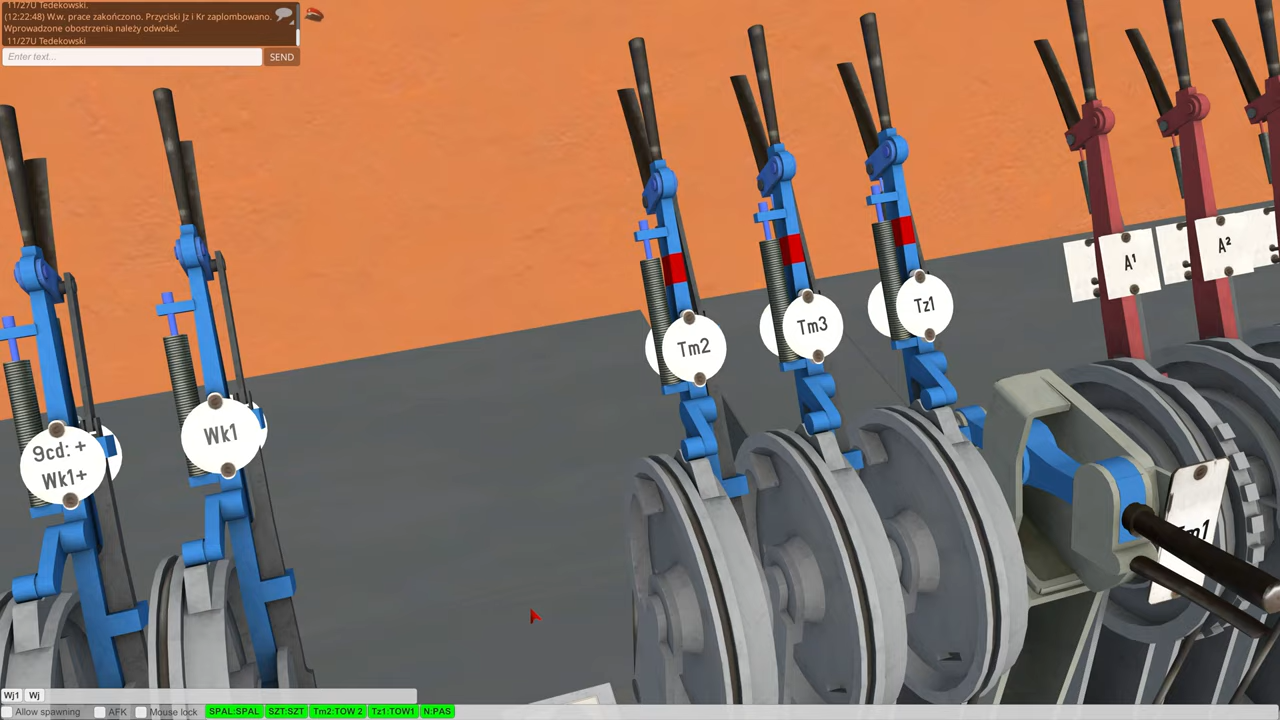 11/27U Tedekowski.
(12:22:48) W.w. prace zakończono. Przyciski Jz i Kr zaplombowano.
Wprowadzone obostrzenia należy odwołać.
11/27U Tedekowski
Enter text...
SEND
A¹
A²
Tz1
Tm3
Tm2
Wk1
9cd: +
Wk1+
Tm1
Wj1
Wj
Allow spawning
AFK
Mouse lock
SPAL:SPAL
SZT:SZT
Tm2:TOW 2
Tz1:TOW1
N:PAS